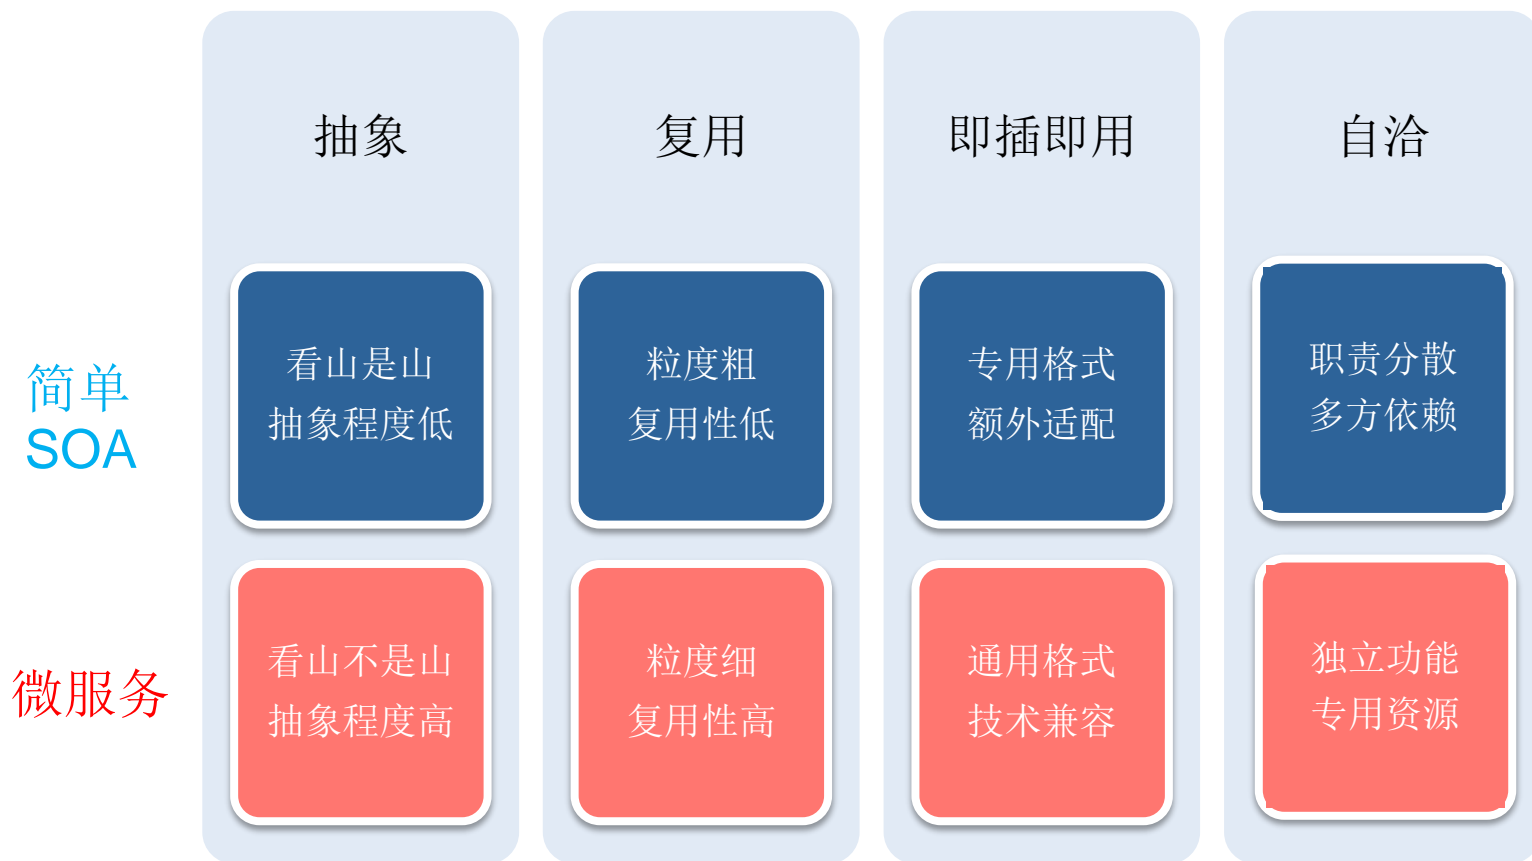 抽象
复用
即插即用
自洽
简单
SOA
看山是山
抽象程度低
粒度粗
复用性低
专用格式
额外适配
职责分散
多方依赖
微服务
看山不是山
抽象程度高
粒度细
复用性高
通用格式
技术兼容
独立功能
专用资源